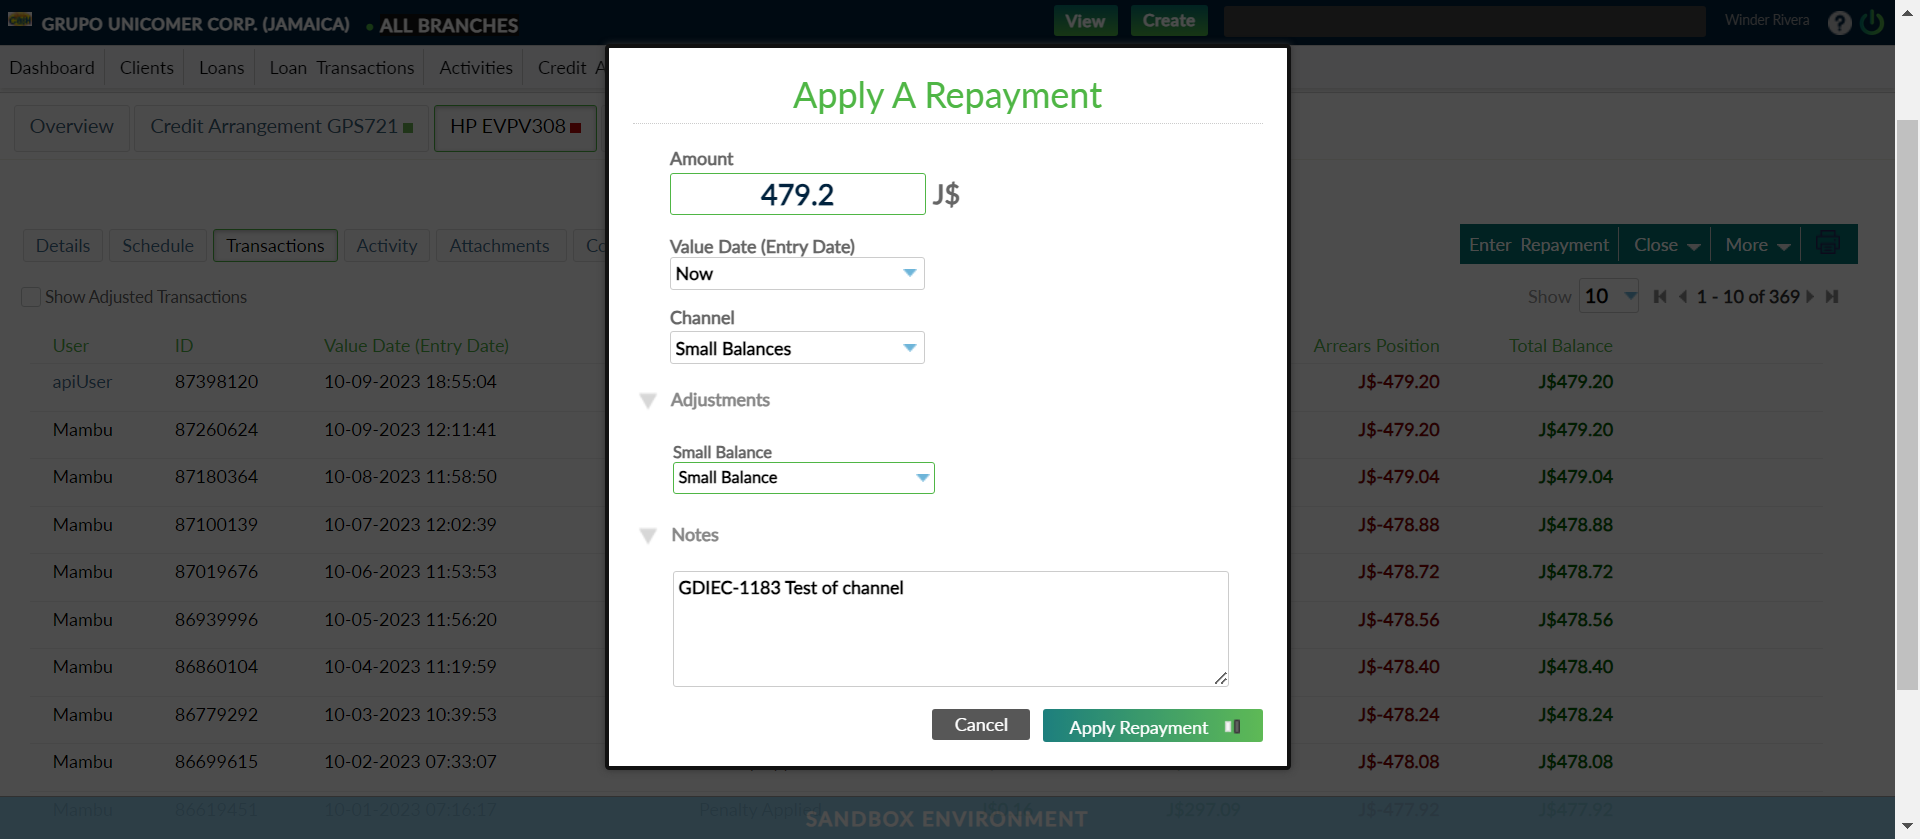 GRUPO UNICOMER CORP. (JAMAICA) ALL BRANCHES View Create Winder Rivera ?
Dashboard Clients Loans Loan Transactions Activities Credit A
Overview Credit Arrangement GPS721 HP EVPV308
Apply A Repayment
Amount
479.2 J$
Value Date (Entry Date)
Now
Channel
Small Balances
Adjustments
Small Balance
Small Balance
Notes
GDIEC-1183 Test of channel
Cancel Apply Repayment
Details Schedule Transactions Activity Attachments Co
Enter Repayment Close More
Show Adjusted Transactions Show 10 1 - 10 of 369
User ID Value Date (Entry Date) Arrears Position Total Balance
apiUser 87398120 10-09-2023 18:55:04 J$-479.20 J$479.20
Mambu 87260624 10-09-2023 12:11:41 J$-479.20 J$479.20
Mambu 87180364 10-08-2023 11:58:50 J$-479.04 J$479.04
Mambu 87100139 10-07-2023 12:02:39 J$-478.88 J$478.88
Mambu 87019676 10-06-2023 11:53:53 J$-478.72 J$478.72
Mambu 86939996 10-05-2023 11:56:20 J$-478.56 J$478.56
Mambu 86860104 10-04-2023 11:19:59 J$-478.40 J$478.40
Mambu 86779292 10-03-2023 10:39:53 J$-478.24 J$478.24
Mambu 86699615 10-02-2023 07:33:07 J$-478.08 J$478.08
Mambu 86619451 10-01-2023 07:16:17 Penalty Applied J$0.16 J$297.09 J$-477.92 J$477.92
SANDBOX ENVIRONMENT